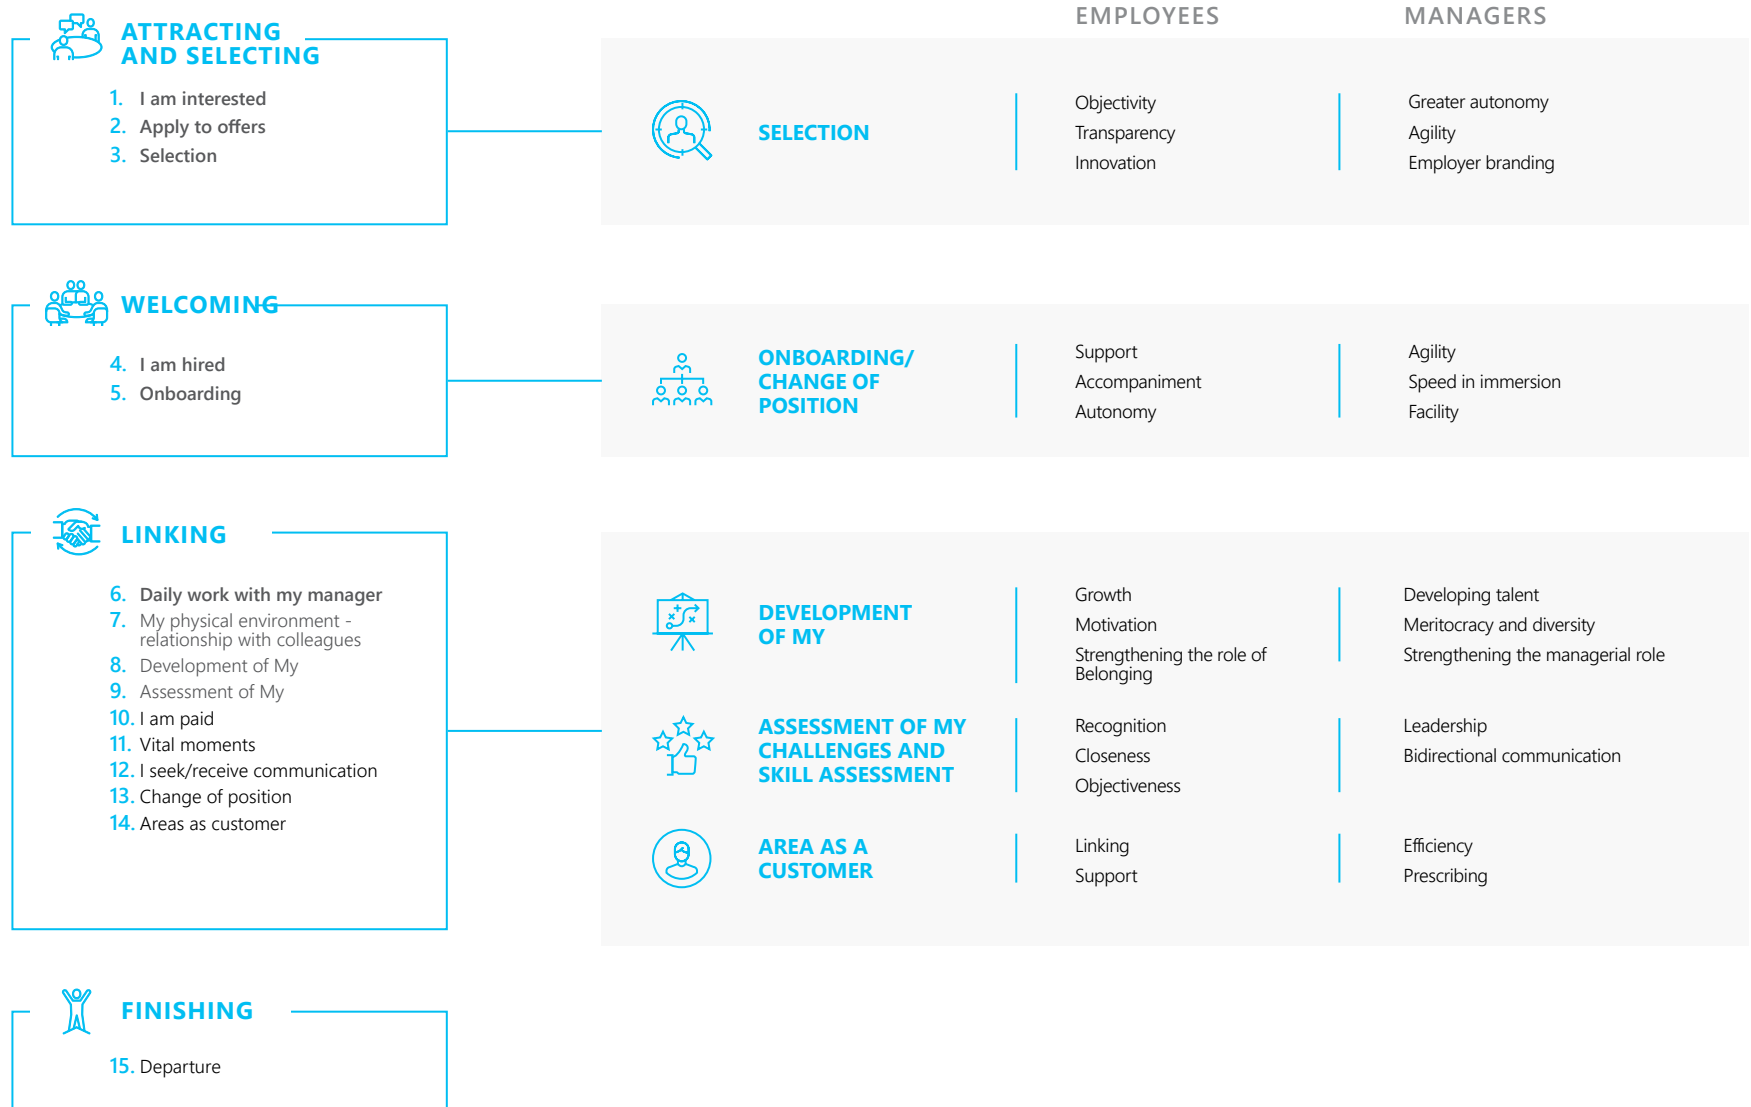 EMPLOYEES
MANAGERS
ATTRACTING
AND SELECTING
1. I am interested
2. Apply to offers
3. Selection
SELECTION
Objectivity
Transparency
Innovation
Greater autonomy
Agility
Employer branding
WELCOMING
4. I am hired
5. Onboarding
ONBOARDING/
CHANGE OF
POSITION
Support
Accompaniment
Autonomy
Agility
Speed in immersion
Facility
LINKING
6. Daily work with my manager
7. My physical environment -
relationship with colleagues
8. Development of My
9. Assessment of My
10. I am paid
11. Vital moments
12. I seek/receive communication
13. Change of position
14. Areas as customer
DEVELOPMENT
OF MY
Growth
Motivation
Strengthening the role of
Belonging
Developing talent
Meritocracy and diversity
Strengthening the managerial role
ASSESSMENT OF MY
CHALLENGES AND
SKILL ASSESSMENT
Recognition
Closeness
Objectiveness
Leadership
Bidirectional communication
AREA AS A
CUSTOMER
Linking
Support
Efficiency
Prescribing
FINISHING
15. Departure